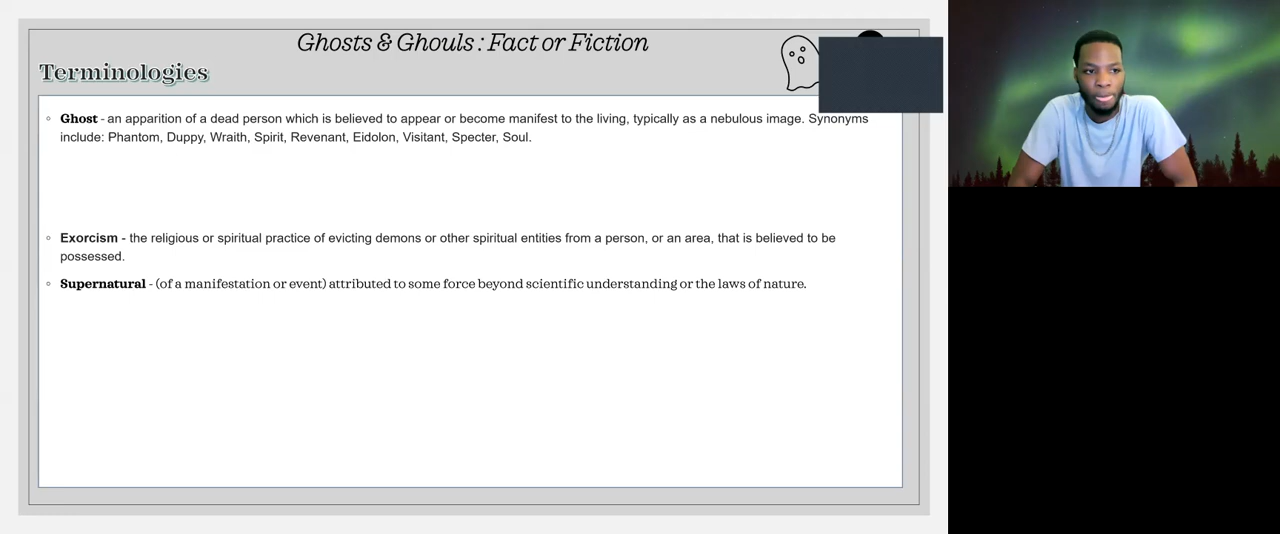 Ghosts & Ghouls : Fact or Fiction
Terminologies
Ghost - an apparition of a dead person which is believed to appear or become manifest to the living, typically as a nebulous image. Synonyms
include: Phantom, Duppy, Wraith, Spirit, Revenant, Eidolon, Visitant, Specter, Soul.
Exorcism - the religious or spiritual practice of evicting demons or other spiritual entities from a person, or an area, that is believed to be
possessed.
Supernatural - (of a manifestation or event) attributed to some force beyond scientific understanding or the laws of nature.